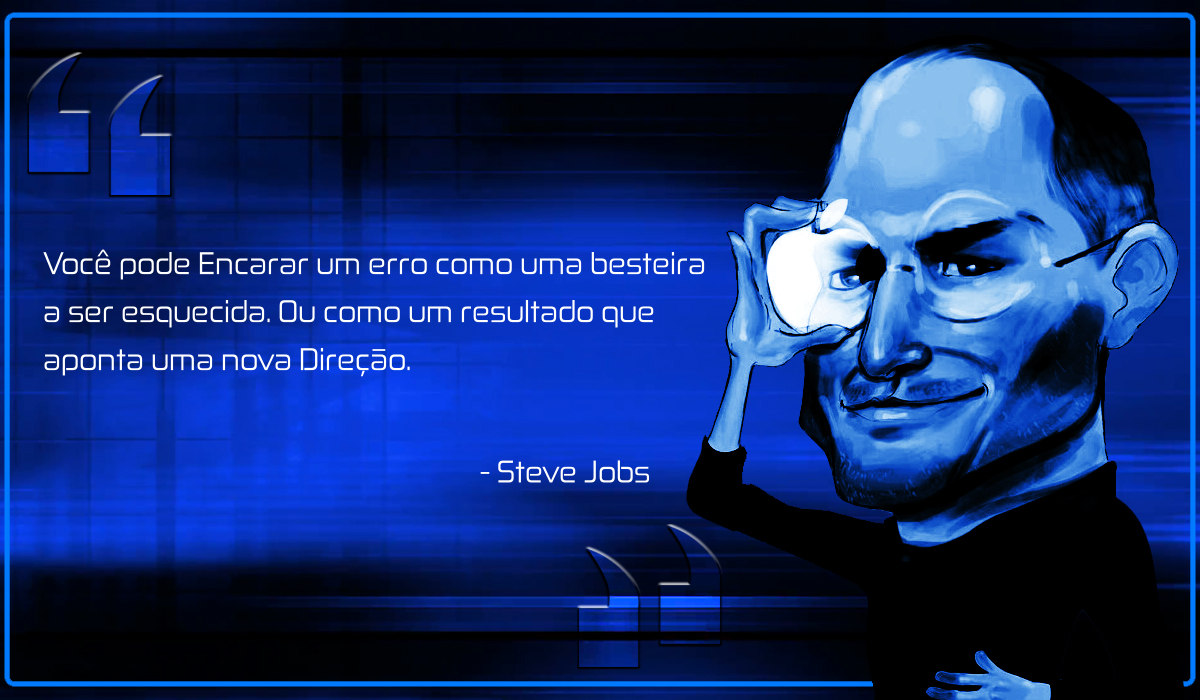 Você pode Encarar um erro como uma besteira
a ser esquecida. Ou como um resultado que
aponta uma nova Direção.
- Steve Jobs